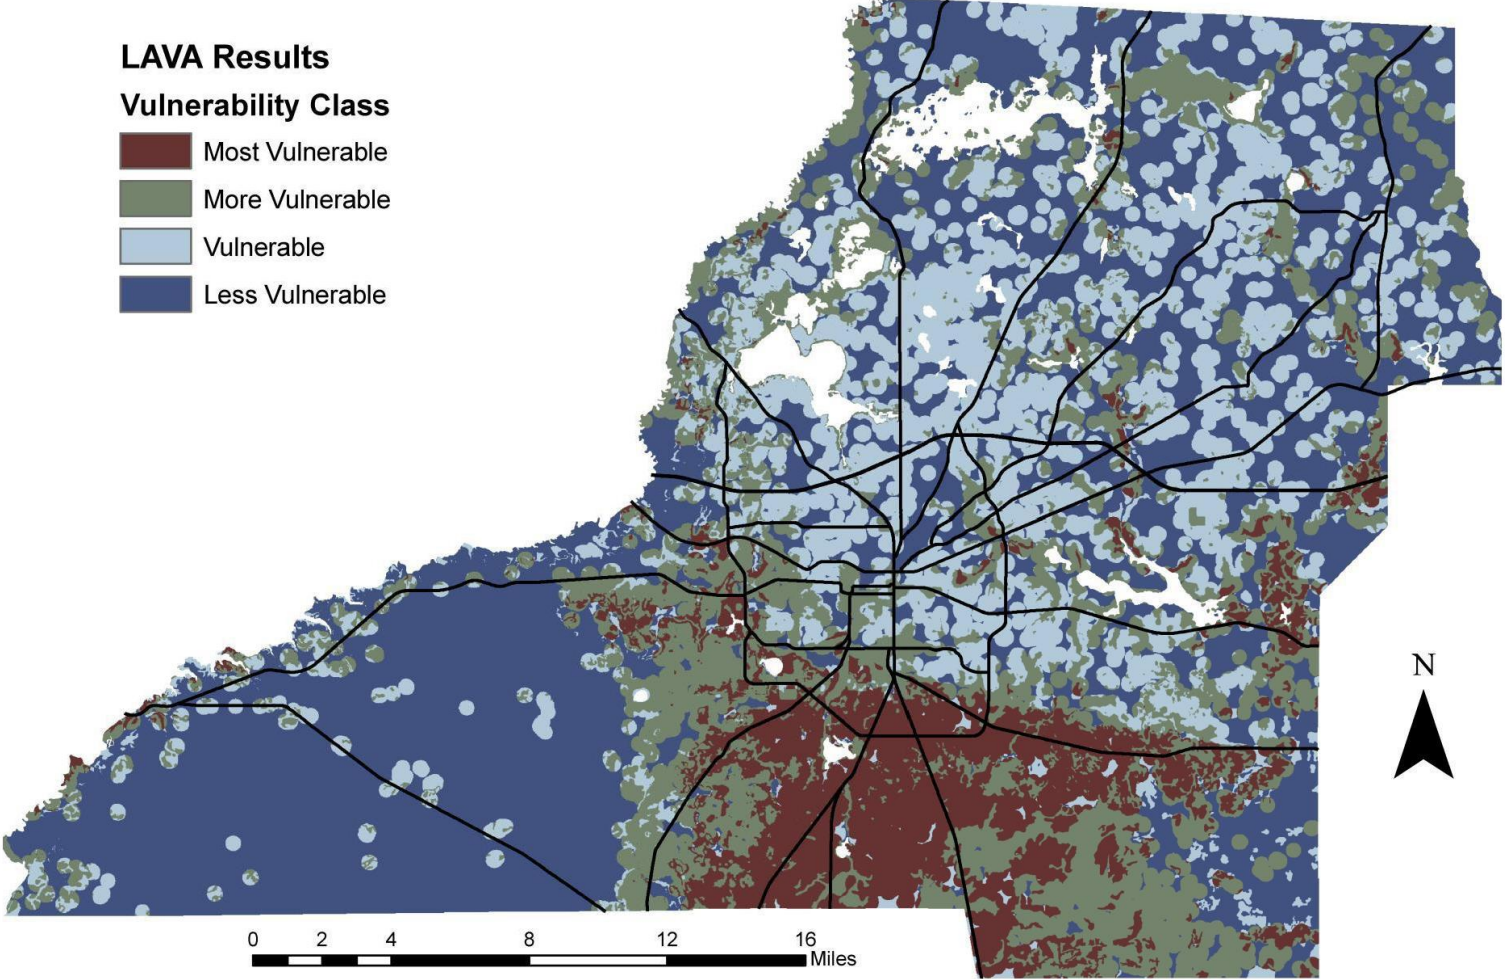 LAVA Results
Vulnerability Class
Most Vulnerable
More Vulnerable
Vulnerable
Less Vulnerable
N
0 2 4 8 12 16
Miles